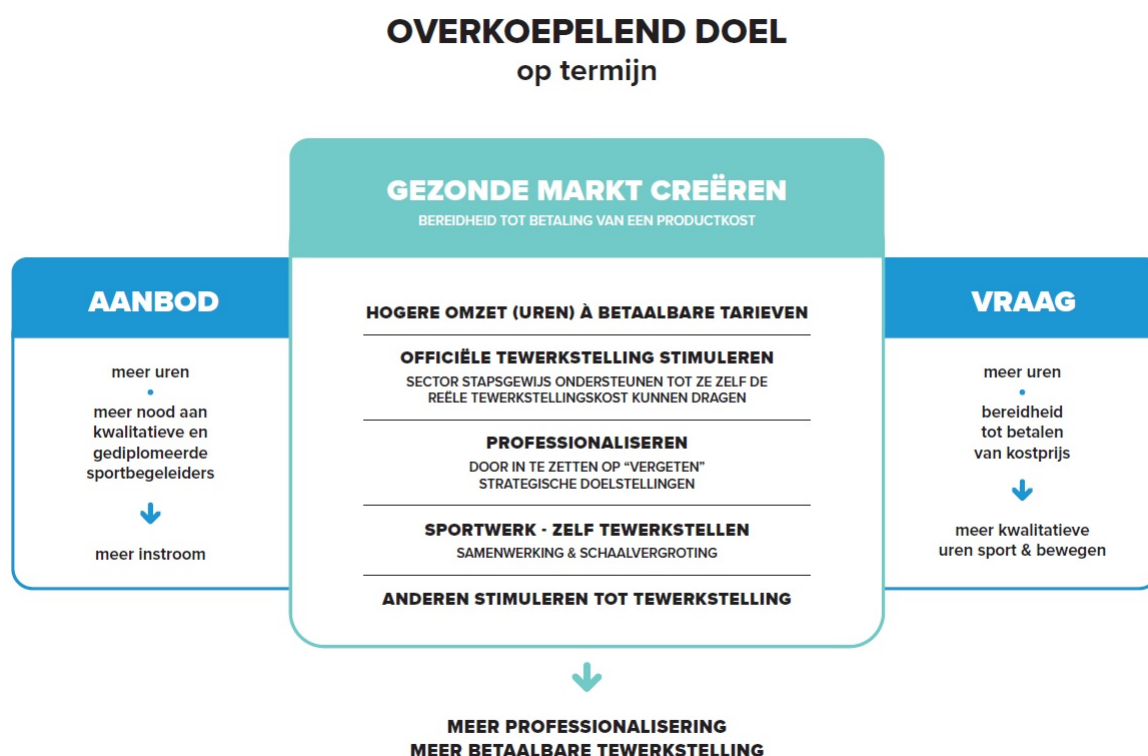 OVERKOEPELEND DOEL
op termijn
GEZONDE MARKT CREËREN
BEREIDHEID TOT BETALING VAN EEN PRODUCTKOST
AANBOD
meer uren
•
meer nood aan
kwalitatieve en
gediplomeerde
sportbegeleiders
meer instroom
HOGERE OMZET (UREN) À BETAALBARE TARIEVEN
OFFICIËLE TEWERKSTELLING STIMULEREN
SECTOR STAPSGEWIJS ONDERSTEUNEN TOT ZE ZELF DE
REËLE TEWERKSTELLINGSKOST KUNNEN DRAGEN
PROFESSIONALISEREN
DOOR IN TE ZETTEN OP “VERGETEN”
STRATEGISCHE DOELSTELLINGEN
SPORTWERK - ZELF TEWERKSTELLEN
SAMENWERKING & SCHAALVERGROTING
ANDEREN STIMULEREN TOT TEWERKSTELLING
VRAAG
meer uren
•
bereidheid
tot betalen
van kostprijs
meer kwalitatieve
uren sport & bewegen
MEER PROFESSIONALISERING
MEER BETAALBARE TEWERKSTELLING